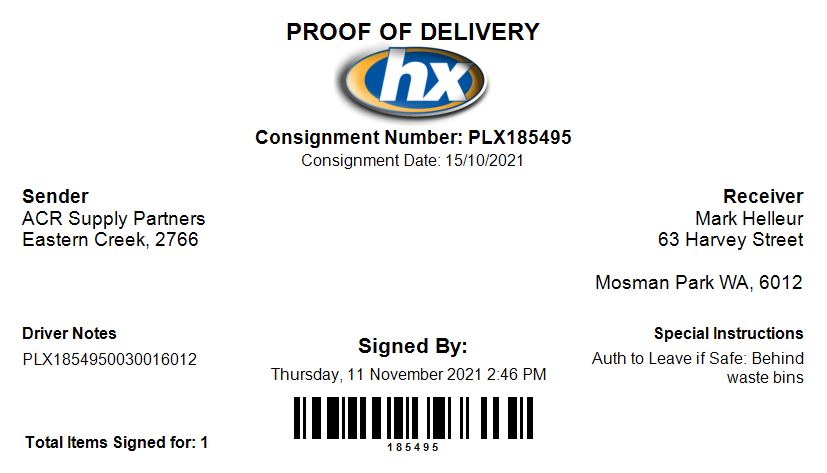 PROOF OF DELIVERY
hx
Consignment Number: PLX185495
Consignment Date: 15/10/2021
Sender
ACR Supply Partners
Eastern Creek, 2766
Receiver
Mark Helleur
63 Harvey Street
Mosman Park WA, 6012
Driver Notes
PLX1854950030016012
Signed By:
Thursday, 11 November 2021 2:46 PM
Special Instructions
Auth to Leave if Safe: Behind
waste bins
185495
Total Items Signed for: 1